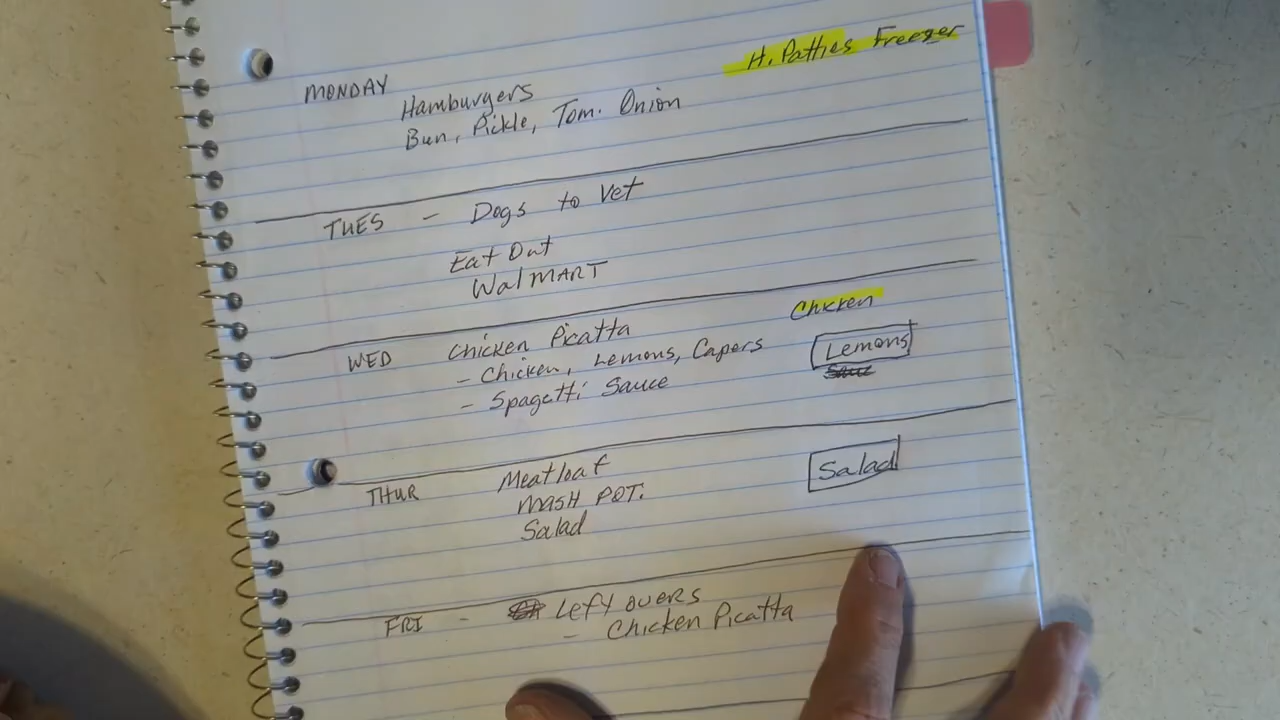 H. Patties Freezer
MONDAY
Hamburgers
Bun, Pickle, Tom. Onion
TUES - Dogs to Vet
Eat Out
WalMART
Chicken
WED Chicken Picatta
- Chicken, Lemons, Capers
Lemons
- Spagetti Sauce
THUR Meatloaf
MASH POT.
Salad
Salad
FRI - Left overs
- Chicken Picatta